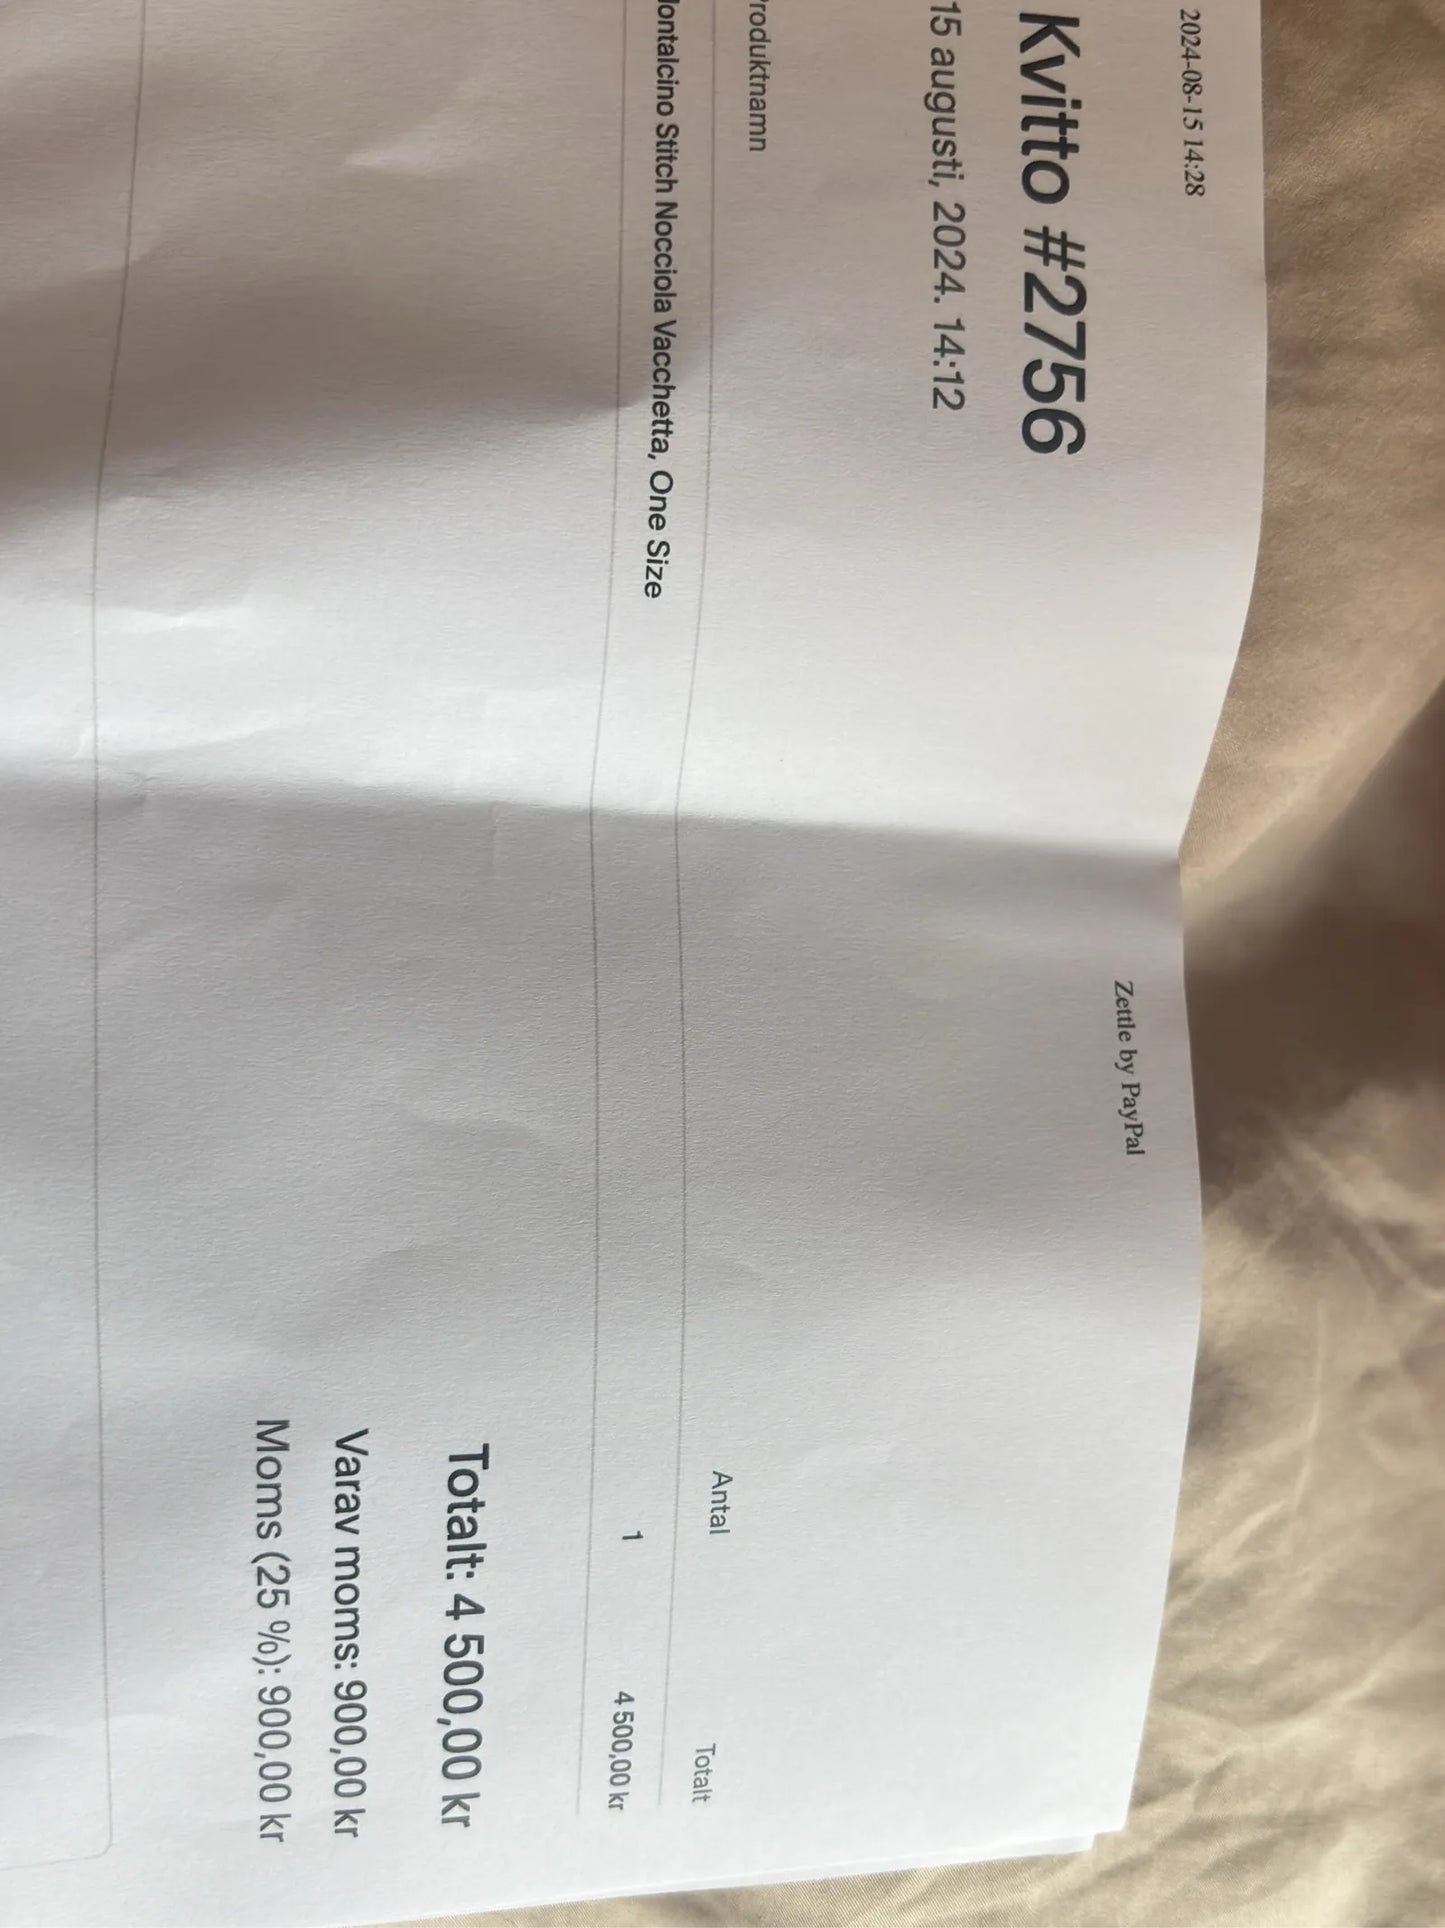 2024-08-15 14:28
Zettle by PayPal
Kvitto #2756
15 augusti, 2024. 14:12
roduktnamn
Antal
Totalt
ontalcino Stitch Nocciola Vacchetta, One Size
1
4 500,00 kr
Totalt: 4 500,00 kr
Varav moms: 900,00 kr
Moms (25 %): 900,00 kr